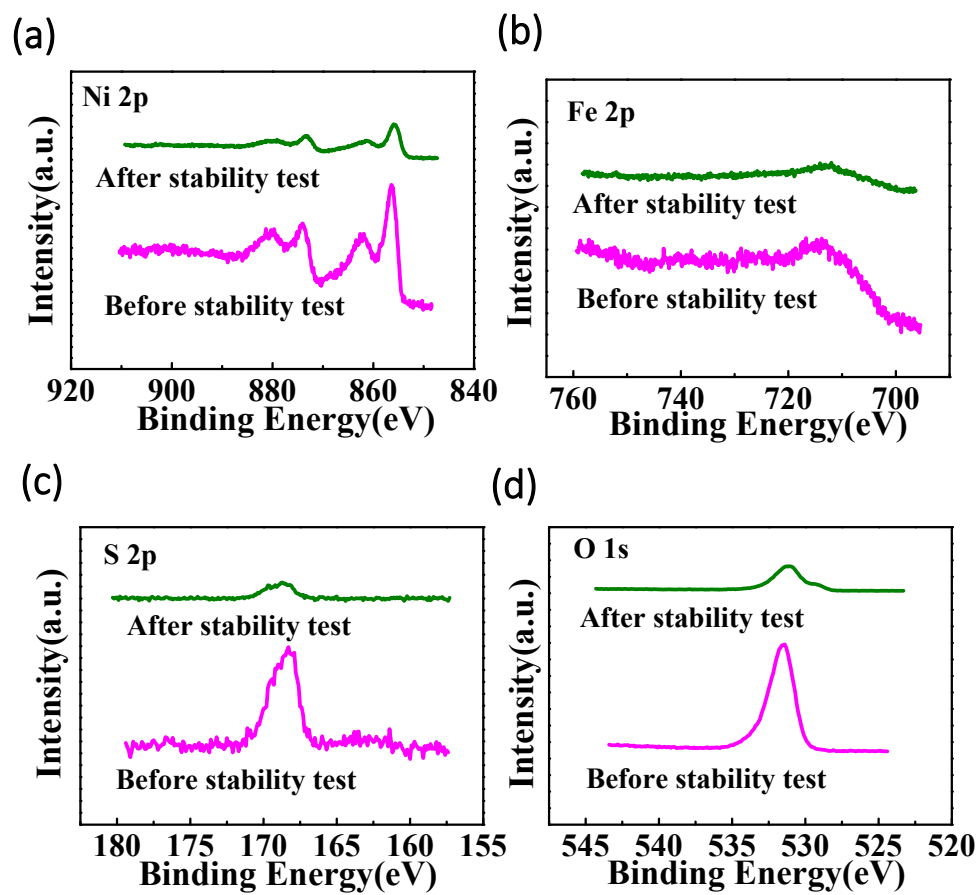 (a)
Ni 2p
After stability test
Before stability test
Intensity(a.u.)
920 900 880 860 840
Binding Energy(eV)
(b)
Fe 2p
After stability test
Before stability test
Intensity(a.u.)
760 740 720 700
Binding Energy(eV)
(c)
S 2p
After stability test
Before stability test
Intensity(a.u.)
180 175 170 165 160 155
Binding Energy(eV)
(d)
O 1s
After stability test
Before stability test
Intensity(a.u.)
545 540 535 530 525 520
Binding Energy(eV)